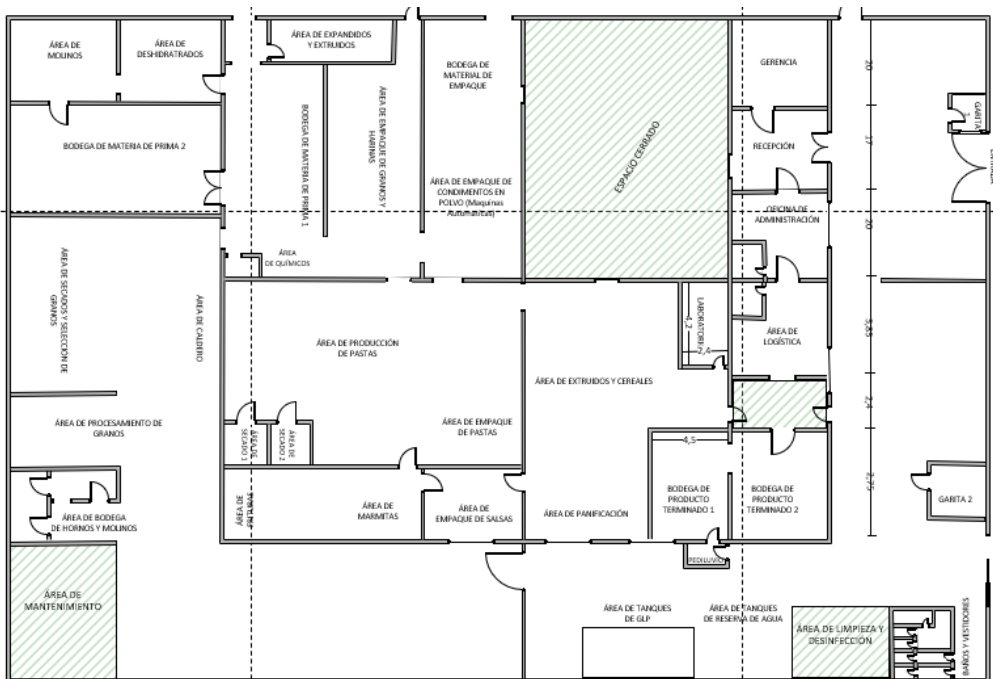 ÁREA DE
MOLINOS
ÁREA DE
DESHIDRATADOS
ÁREA DE EXPANDIDOS
Y EXTRUIDOS
BODEGA DE
MATERIAL DE
EMPAQUE
ESPACIO CERRADO
GERENCIA
20
GARITA
1
BODEGA DE MATERIA DE PRIMA 2
BODEGA DE MATERIA DE PRIMA 1
ÁREA DE EMPAQUE DE GRANOS Y
HARINAS
ÁREA DE EMPAQUE DE
CONDIMENTOS EN
POLVO (Maquinas
Automáticas)
RECEPCIÓN
17
OFICINA DE
ADMINISTRACIÓN
20
ÁREA
DE QUÍMICOS
ÁREA DE SECADOS Y SELECCIÓN DE
GRANOS
ÁREA DE CALDERO
ÁREA DE PRODUCCIÓN
DE PASTAS
LABORATORIO
4,2
2,4
ÁREA DE
LOGÍSTICA
5,85
ÁREA DE EXTRUIDOS Y CEREALES
2,4
ÁREA DE PROCESAMIENTO DE
GRANOS
ÁREA DE
SECADO 1
ÁREA DE
SECADO 2
ÁREA DE EMPAQUE
DE PASTAS
4,5
2,75
BODEGA DE
PRODUCTO
TERMINADO 1
BODEGA DE
PRODUCTO
TERMINADO 2
GARITA 2
ÁREA DE BODEGA
DE HORNOS Y MOLINOS
ÁREA DE
ÁREA DE
MARMITAS
ÁREA DE
EMPAQUE DE SALSAS
ÁREA DE PANIFICACIÓN
PEDILUVIO
ÁREA DE
MANTENIMIENTO
ÁREA DE TANQUES
DE GLP
ÁREA DE TANQUES
DE RESERVA DE AGUA
ÁREA DE LIMPIEZA Y
DESINFECCIÓN
BAÑOS Y VESTIDORES